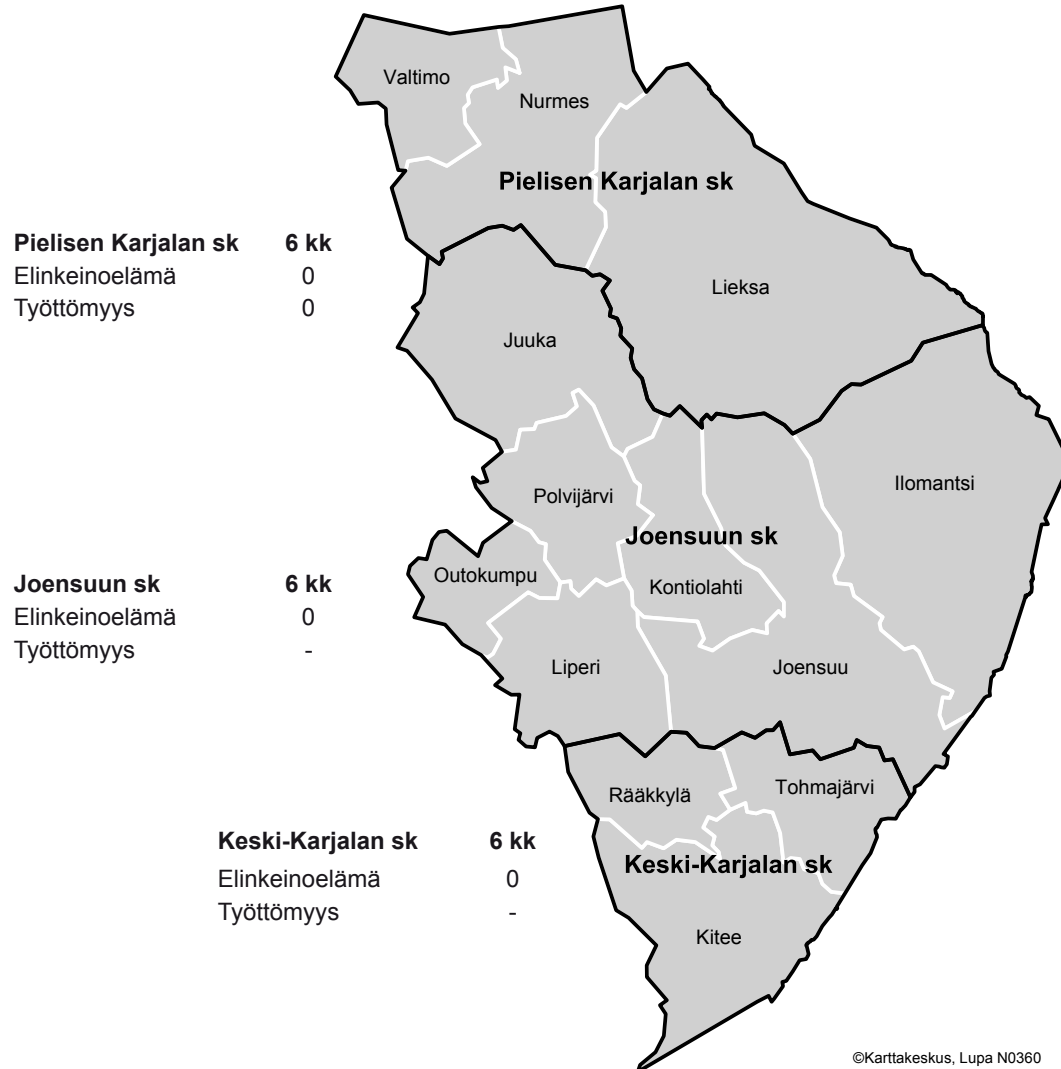 Valtimo
Nurmes
Pielisen Karjalan sk
Lieksa
Pielisen Karjalan sk 6 kk
Elinkeinoelämä 0
Työttömyys 0
Juuka
Ilomantsi
Polvijärvi
Joensuun sk
Outokumpu
Kontiolahti
Joensuun sk 6 kk
Elinkeinoelämä 0
Työttömyys -
Liperi
Joensuu
Rääkkylä
Tohmajärvi
Keski-Karjalan sk 6 kk
Elinkeinoelämä 0
Työttömyys -
Keski-Karjalan sk
Kitee
©Karttakeskus, Lupa N0360